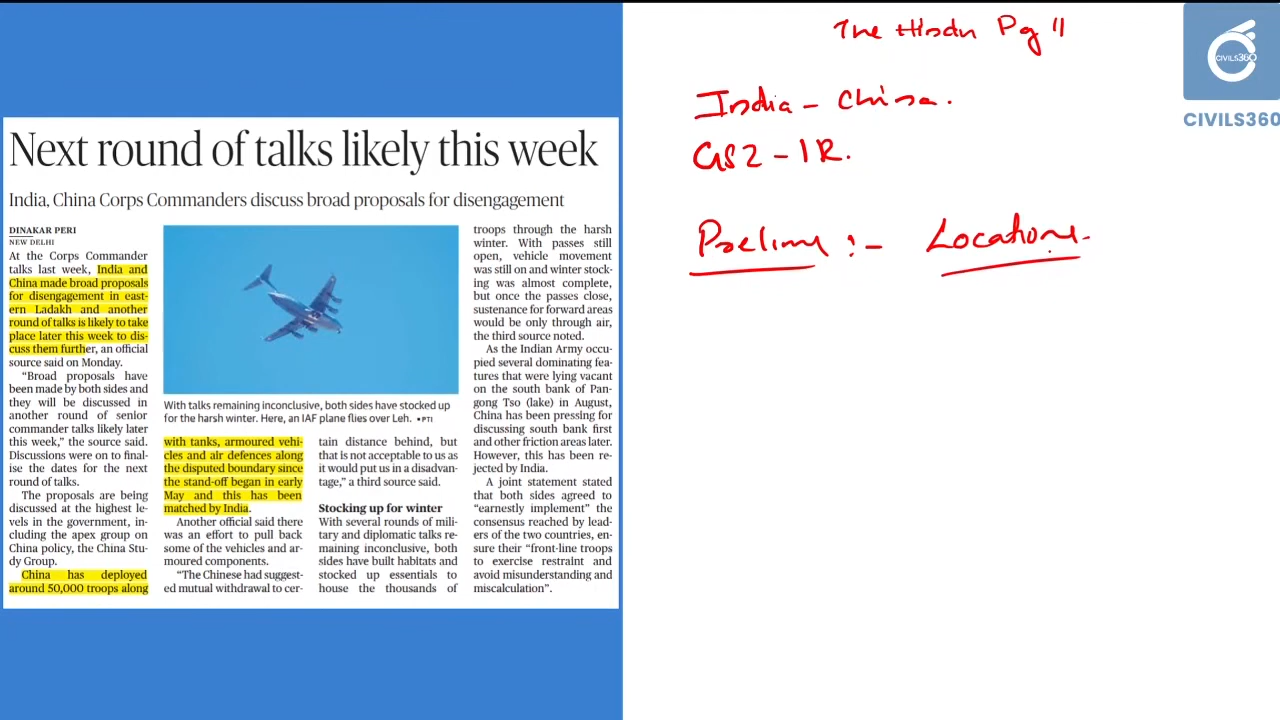 Next round of talks likely this week
India, China Corps Commanders discuss broad proposals for disengagement
DINAKAR PERI
NEW DELHI
At the Corps Commander
talks last week, India and
China made broad proposals
for disengagement in east-
ern Ladakh and another
round of talks is likely to take
place later this week to dis-
cuss them further, an official
source said on Monday.
“Broad proposals have
been made by both sides and
they will be discussed in
another round of senior
commander talks likely later
this week,” the source said.
Discussions were on to final-
ise the dates for the next
round of talks.
The proposals are being
discussed at the highest le-
vels in the government, in-
cluding the apex group on
China policy, the China Stu-
dy Group.
China has deployed
around 50,000 troops along
With talks remaining inconclusive, both sides have stocked up
for the harsh winter. Here, an IAF plane flies over Leh. •PTI
with tanks, armoured vehi-
cles and air defences along
the disputed boundary since
the stand-off began in early
May and this has been
matched by India.
Another official said there
was an effort to pull back
some of the vehicles and ar-
moured components.
“The Chinese had suggest-
ed mutual withdrawal to cer-
tain distance behind, but
that is not acceptable to us as
it would put us in a disadvan-
tage,” a third source said.
Stocking up for winter
With several rounds of mili-
tary and diplomatic talks re-
maining inconclusive, both
sides have built habitats and
stocked up essentials to
house the thousands of
troops through the harsh
winter. With passes still
open, vehicle movement
was still on and winter stock-
ing was almost complete,
but once the passes close,
sustenance for forward areas
would be only through air,
the third source noted.
As the Indian Army occu-
pied several dominating fea-
tures that were lying vacant
on the south bank of Pan-
gong Tso (lake) in August,
China has been pressing for
discussing south bank first
and other friction areas later.
However, this has been re-
jected by India.
A joint statement stated
that both sides agreed to
“earnestly implement” the
consensus reached by lead-
ers of the two countries, en-
sure their “front-line troops
to exercise restraint and
avoid misunderstanding and
miscalculation”.
The Hindu Pg 11
India - China.
GS2 - IR.
Prelims :- Locations.
CIVILS360
CIVILS360